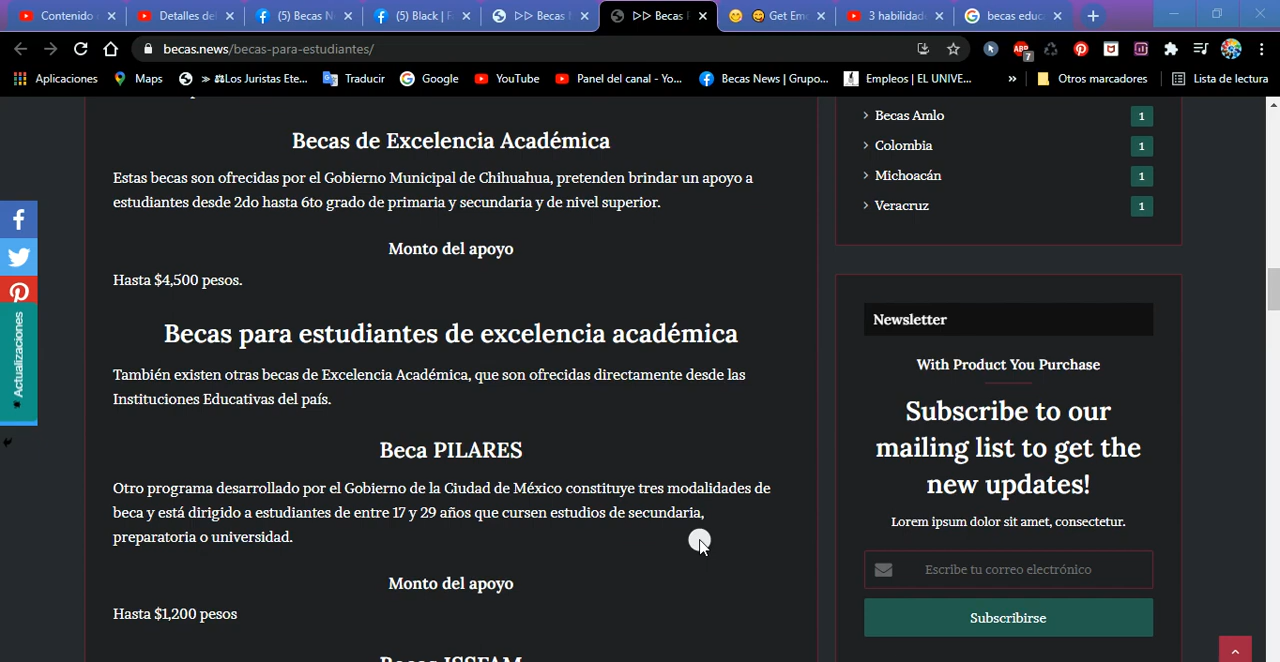 Contenido
Detalles de
(5) Becas N
(5) Black | F
▷▷ Becas
▷▷ Becas
Get Em
3 habilidad
becas educ
becas.news/becas-para-estudiantes/
7
Aplicaciones
Maps
» ⚖Los Juristas Ete...
Traducir
Google
YouTube
Panel del canal - Yo...
Becas News | Grupo...
Empleos | EL UNIVE...
»
Otros marcadores
Lista de lectura
Becas de Excelencia Académica
Estas becas son ofrecidas por el Gobierno Municipal de Chihuahua, pretenden brindar un apoyo a
estudiantes desde 2do hasta 6to grado de primaria y secundaria y de nivel superior.
Monto del apoyo
Hasta $4,500 pesos.
Becas para estudiantes de excelencia académica
También existen otras becas de Excelencia Académica, que son ofrecidas directamente desde las
Instituciones Educativas del país.
Beca PILARES
Otro programa desarrollado por el Gobierno de la Ciudad de México constituye tres modalidades de
beca y está dirigido a estudiantes de entre 17 y 29 años que cursen estudios de secundaria,
preparatoria o universidad.
Monto del apoyo
Hasta $1,200 pesos
Becas ISSFAM
Actualizaciones
Becas Amlo 1
Colombia 1
Michoacán 1
Veracruz 1
Newsletter
With Product You Purchase
Subscribe to our
mailing list to get the
new updates!
Lorem ipsum dolor sit amet, consectetur.
Escribe tu correo electrónico
Subscribirse